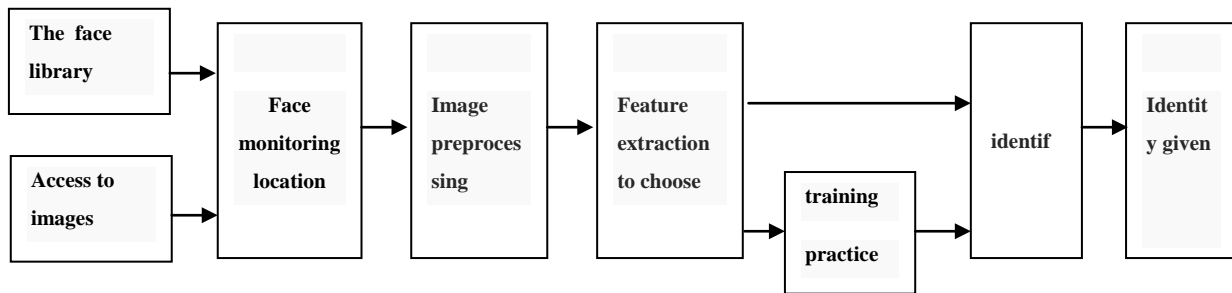 The face
library
Access to
images
Face
monitoring
location
Image
preproces
sing
Feature
extraction
to choose
training
practice
identif
Identit
y given